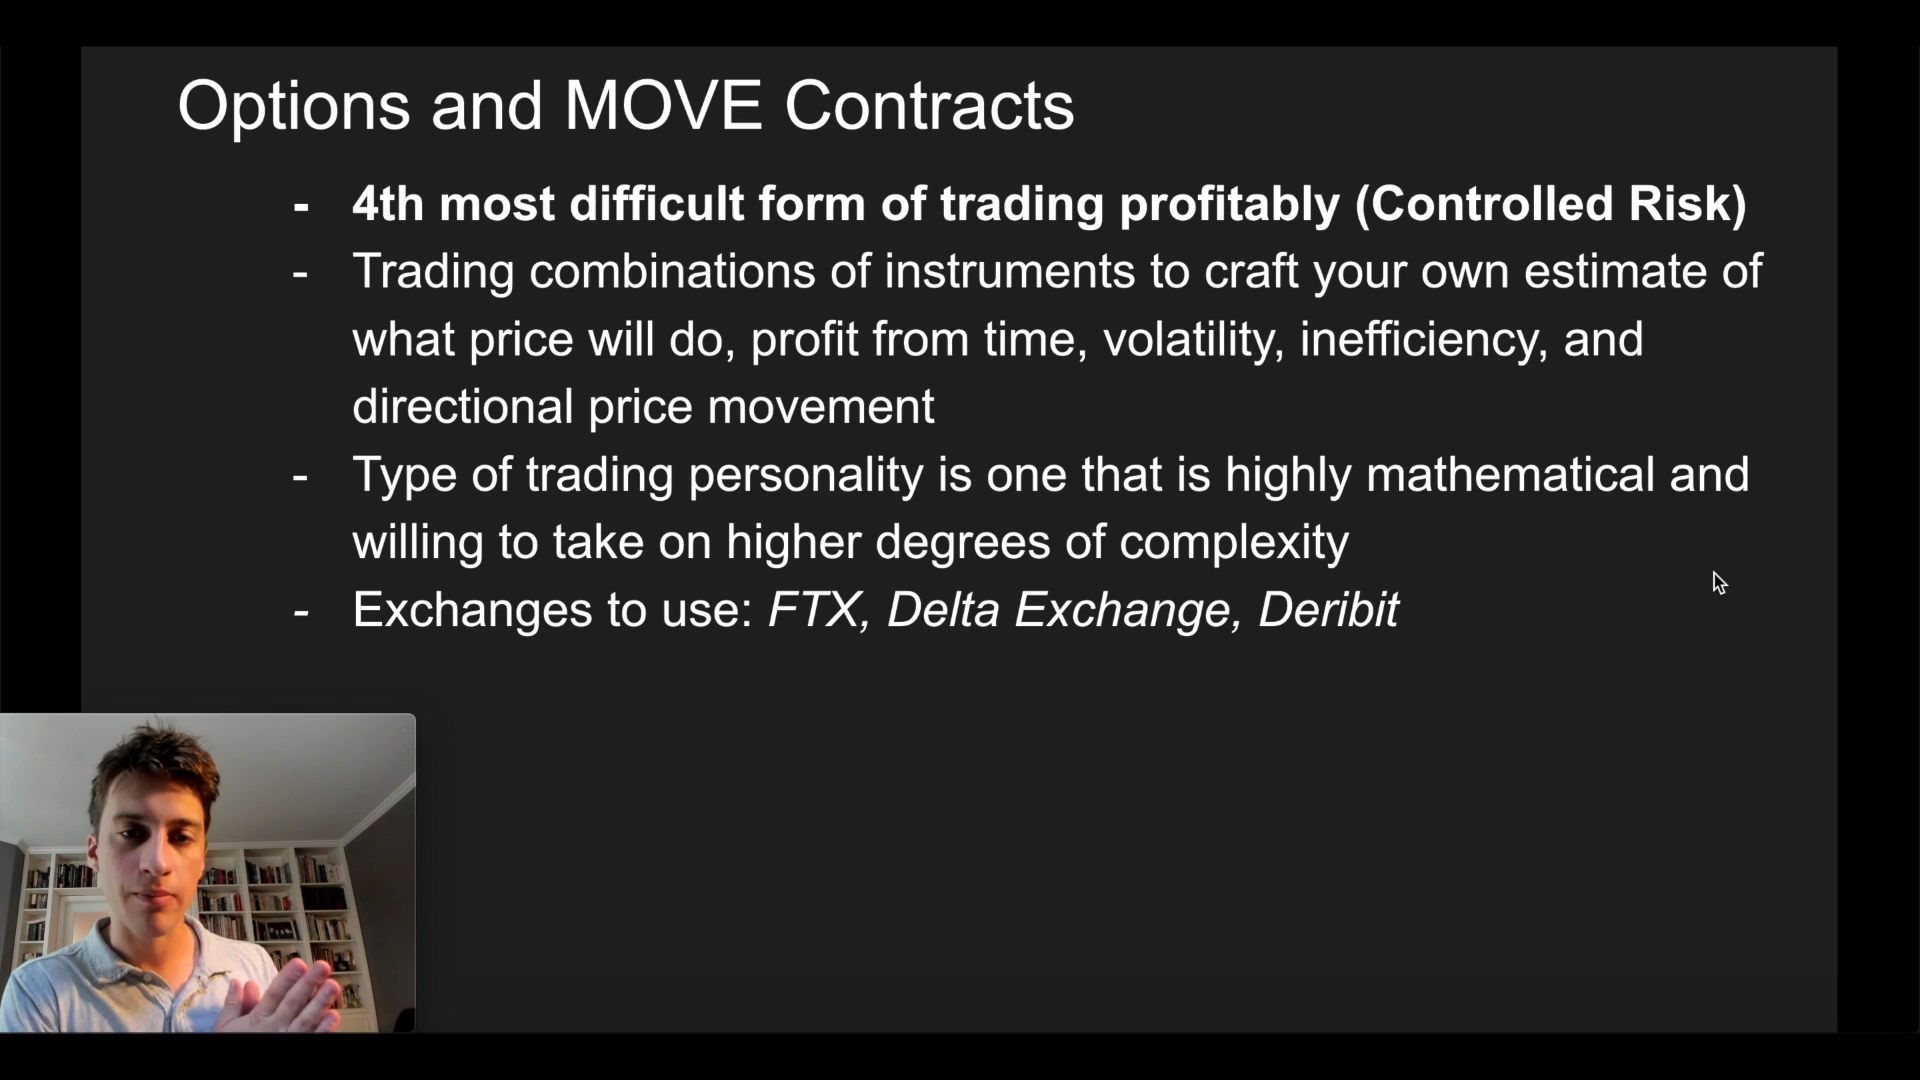 Options and MOVE Contracts
- 4th most difficult form of trading profitably (Controlled Risk)
- Trading combinations of instruments to craft your own estimate of
what price will do, profit from time, volatility, inefficiency, and
directional price movement
- Type of trading personality is one that is highly mathematical and
willing to take on higher degrees of complexity
- Exchanges to use: FTX, Delta Exchange, Deribit